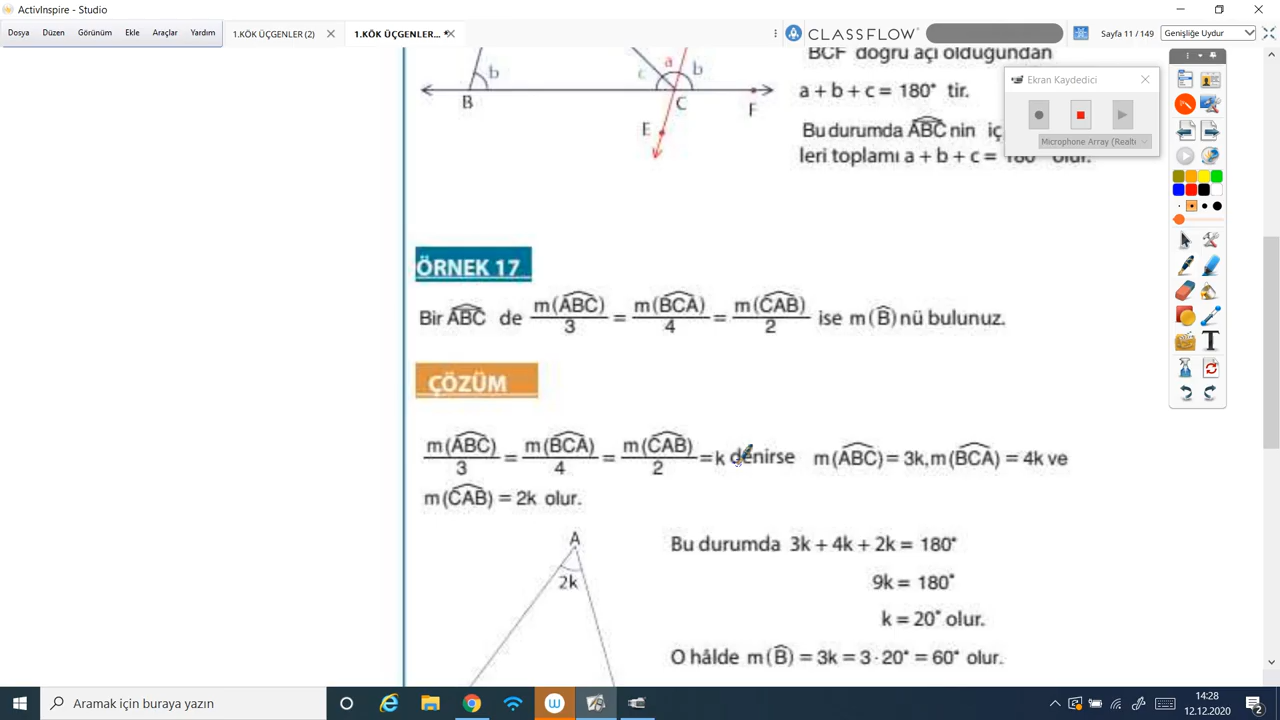 ActivInspire - Studio
Dosya Düzen Görünüm Ekle Araçlar Yardım
1.KÖK ÜÇGENLER (2)
1.KÖK ÜÇGENLER...*
CLASSFLOW
Sayfa 11 / 149
Genişliğe Uydur
BCF doğru açı olduğundan
a + b + c = 180° tir.
Bu durumda ABC nin iç
leri toplamı a + b + c = 180° olur.
a
c
b
b
B
C
F
E
Ekran Kaydedici
Microphone Array (Realt
ÖRNEK 17
Bir ABC de m(ABC)/3 = m(BCA)/4 = m(CAB)/2 ise m(B) nü bulunuz.
ÇÖZÜM
m(ABC)/3 = m(BCA)/4 = m(CAB)/2 = k denirse m(ABC) = 3k, m(BCA) = 4k ve
m(CAB) = 2k olur.
A
2k
Bu durumda 3k + 4k + 2k = 180°
9k = 180°
k = 20° olur.
O hâlde m(B) = 3k = 3 · 20° = 60° olur.
T
Aramak için buraya yazın
14:28
12.12.2020
2